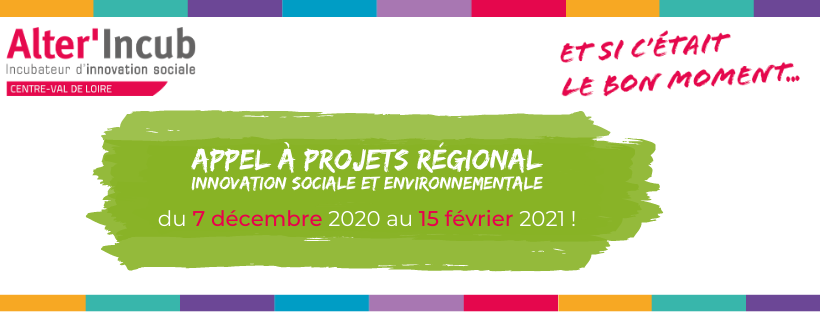 Alter'Incub
Incubateur d'innovation sociale
CENTRE-VAL DE LOIRE
ET SI C'ÉTAIT
LE BON MOMENT...
APPEL À PROJETS RÉGIONAL
INNOVATION SOCIALE ET ENVIRONNEMENTALE
du 7 décembre 2020 au 15 février 2021 !